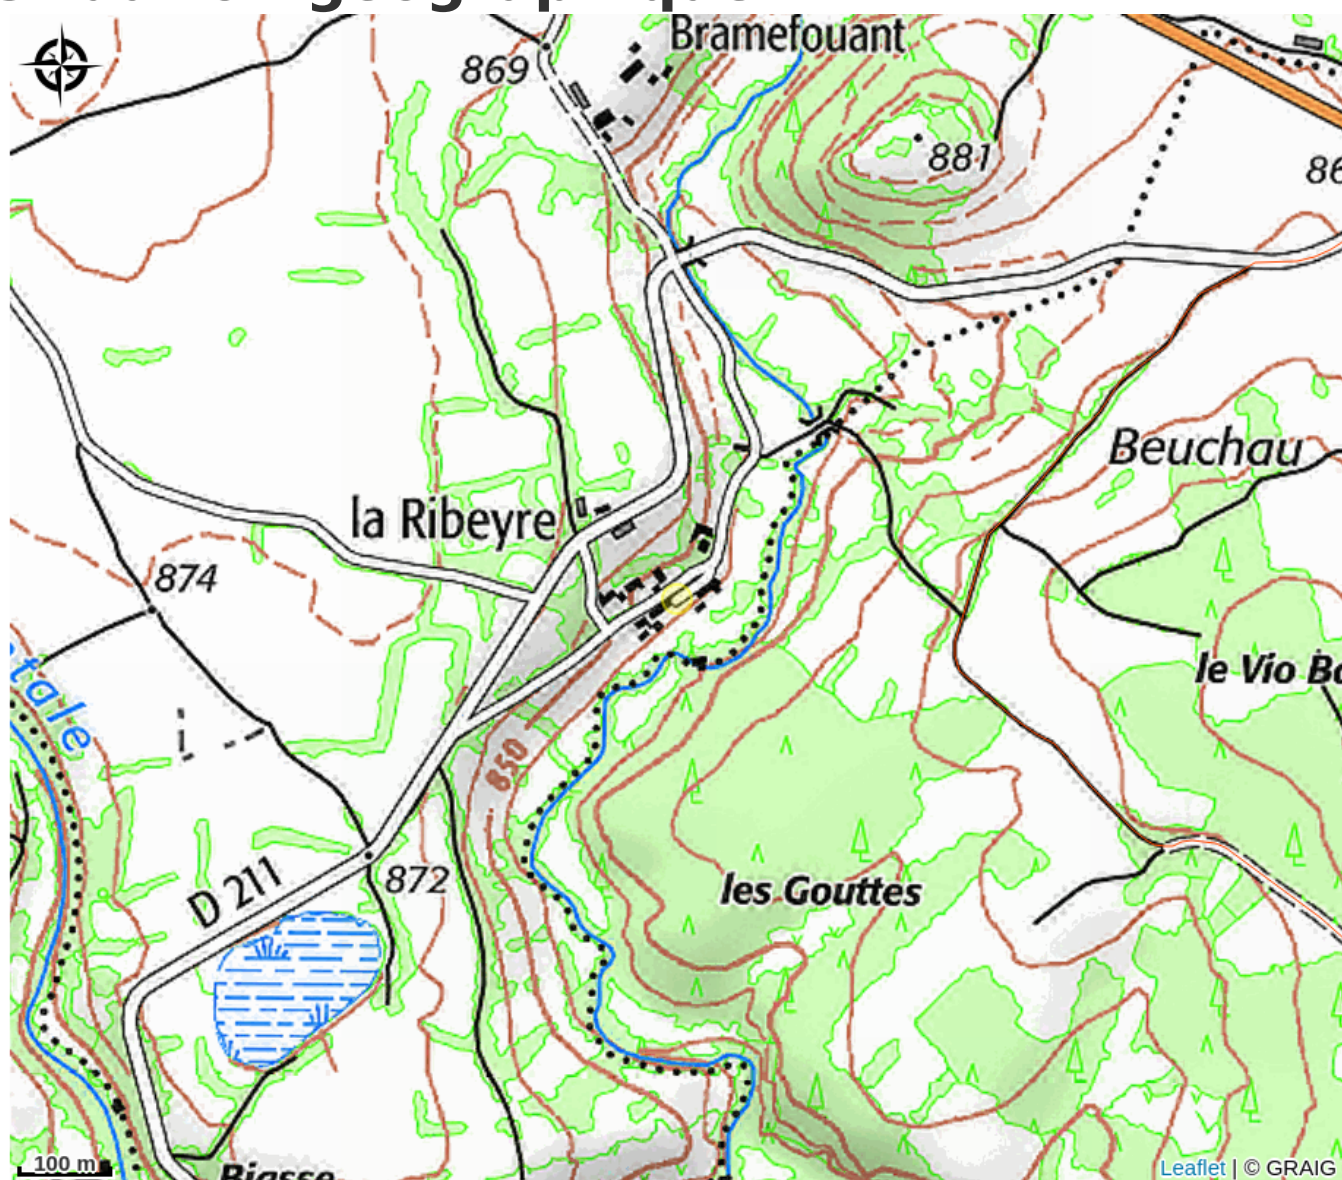 Bramefouant
869
881
Beuchau
la Ribeyre
874
le Vio
850
les Gouttes
872
D 211
100 m
Leaflet | © GRAIG